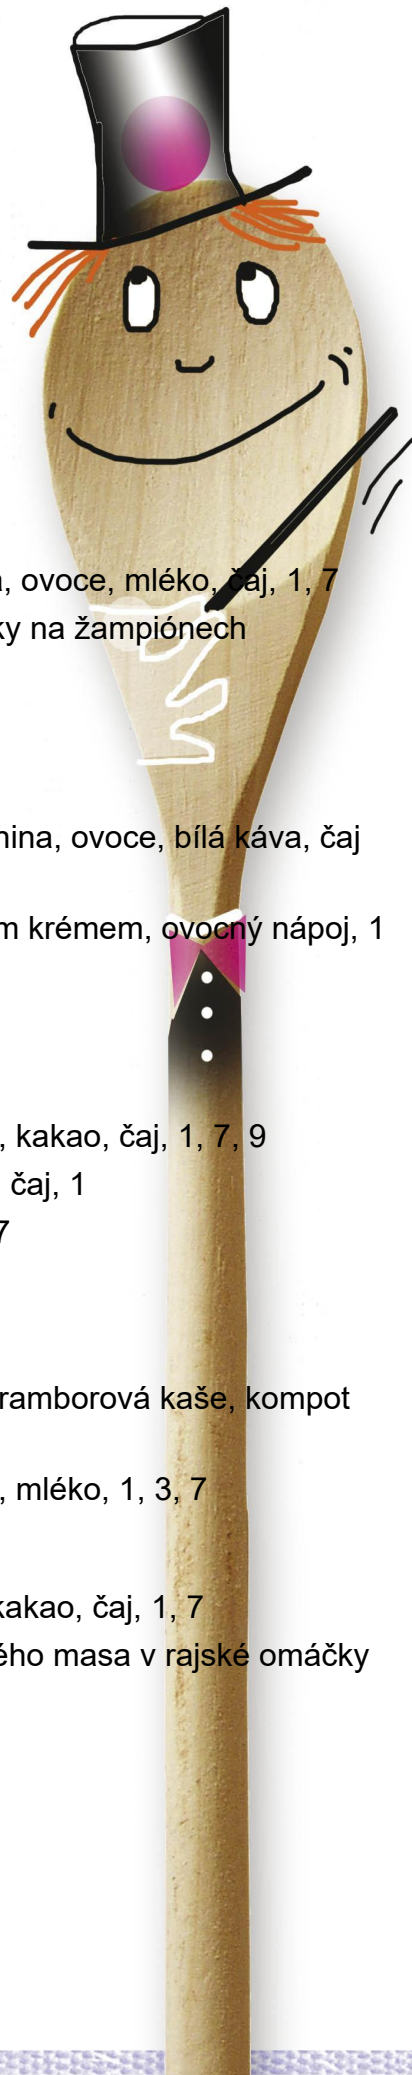 , ovoce, mléko, čaj, 1, 7
ky na žampiónech
nina, ovoce, bílá káva, čaj
m krémem, ovocný nápoj, 1
, kakao, čaj, 1, 7, 9
čaj, 1
7
ramborová kaše, kompot
, mléko, 1, 3, 7
kakao, čaj, 1, 7
ého masa v rajské omáčky